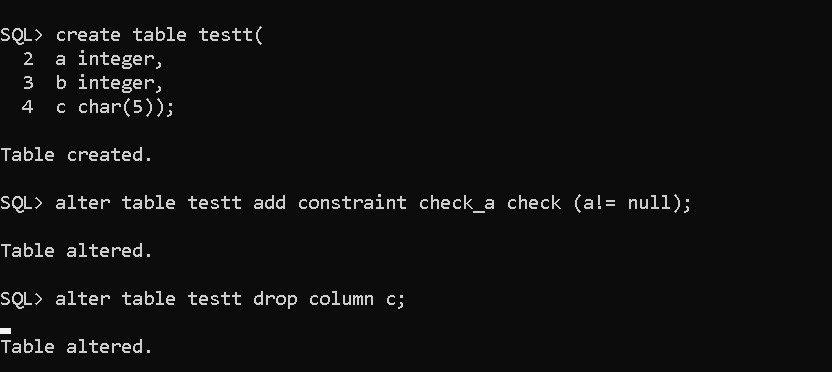 SQL> create table testt(
  2  a integer,
  3  b integer,
  4  c char(5));
Table created.
SQL> alter table testt add constraint check_a check (a!= null);
Table altered.
SQL> alter table testt drop column c;
Table altered.